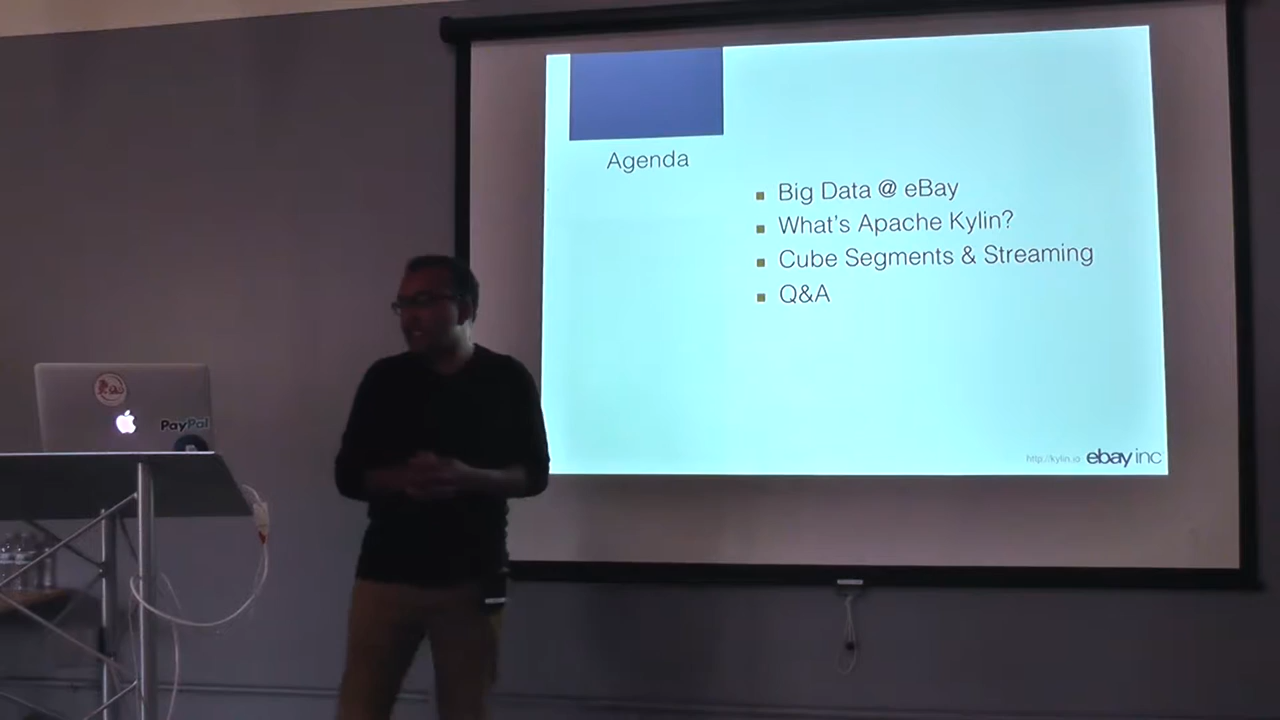 Agenda
Big Data @ eBay
What's Apache Kylin?
Cube Segments & Streaming
Q&A
http://kylin.io ebay inc
PayPal